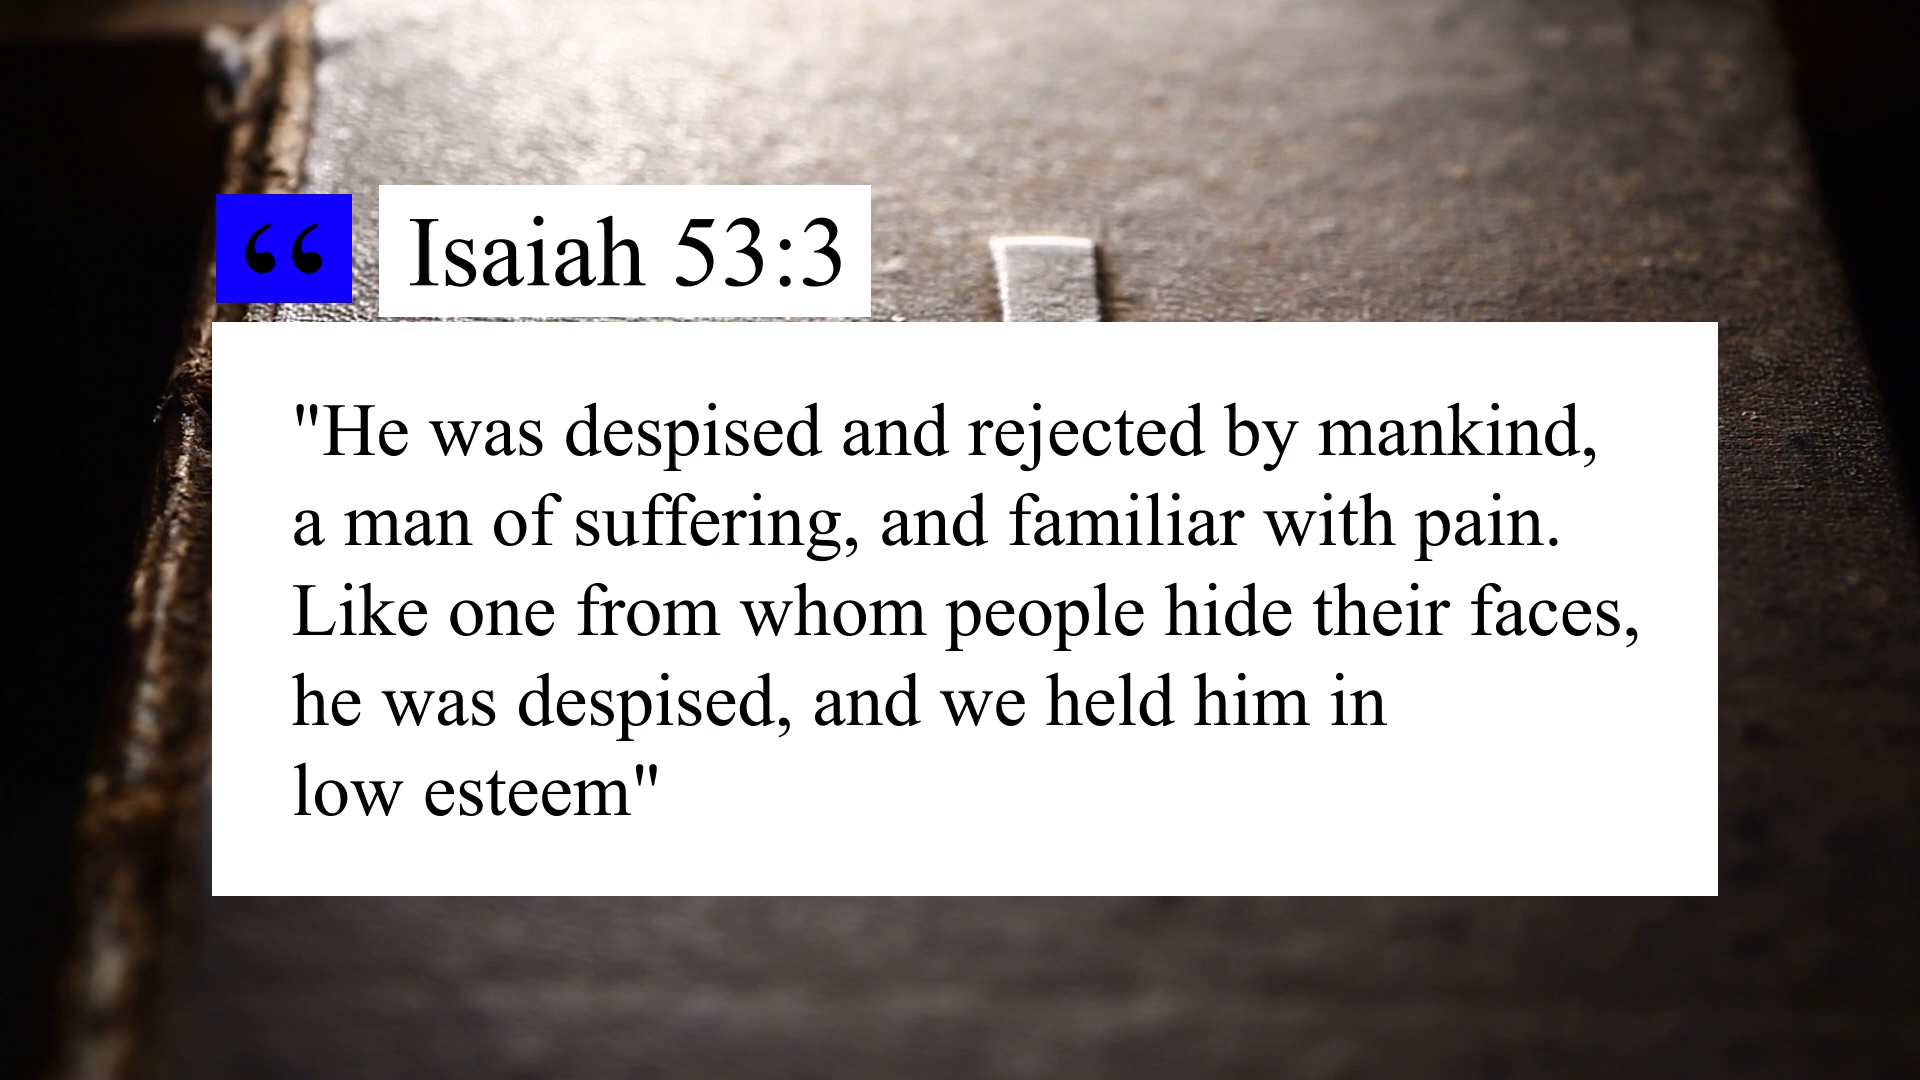 “
Isaiah 53:3
"He was despised and rejected by mankind,
a man of suffering, and familiar with pain.
Like one from whom people hide their faces,
he was despised, and we held him in
low esteem"